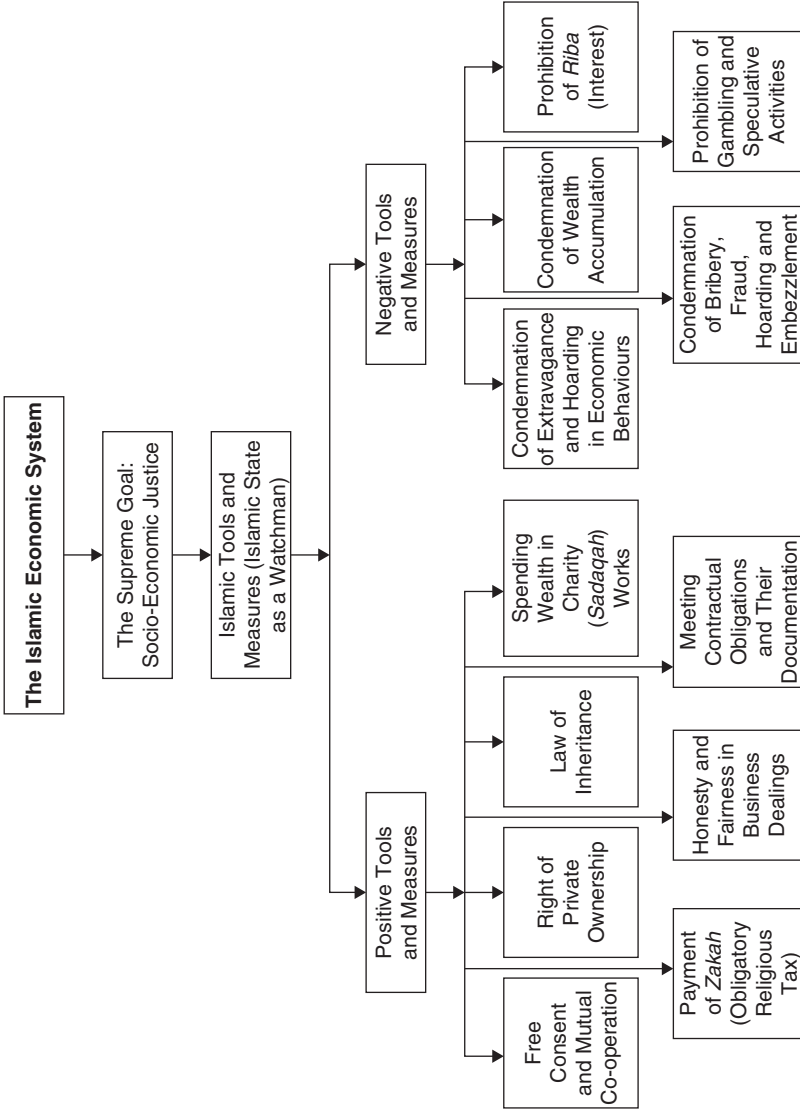 The Islamic Economic System
The Supreme Goal:
Socio-Economic Justice
Islamic Tools and
Measures (Islamic State
as a Watchman)
Positive Tools
and Measures
Negative Tools
and Measures
Free
Consent
and Mutual
Co-operation
Right of
Private
Ownership
Law of
Inheritance
Spending
Wealth in
Charity
(Sadaqah)
Works
Condemnation
of Extravagance
and Hoarding
in Economic
Behaviours
Condemnation
of Wealth
Accumulation
Prohibition
of Riba
(Interest)
Payment
of Zakah
(Obligatory
Religious
Tax)
Honesty and
Fairness in
Business
Dealings
Meeting
Contractual
Obligations
and Their
Documentation
Condemnation
of Bribery,
Fraud,
Hoarding and
Embezzlement
Prohibition of
Gambling and
Speculative
Activities